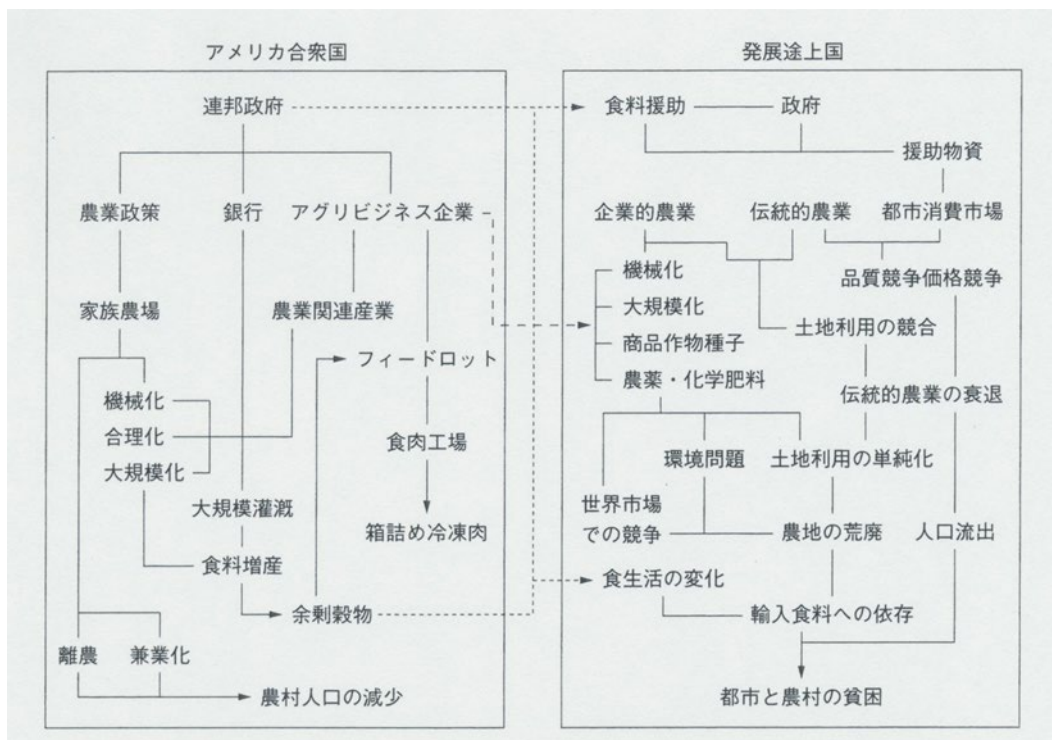 アメリカ合衆国
連邦政府
農業政策
銀行
アグリビジネス企業
家族農場
農業関連産業
フィードロット
機械化
合理化
大規模化
食肉工場
大規模灌漑
箱詰め冷凍肉
食料増産
余剰穀物
離農
兼業化
農村人口の減少
発展途上国
食料援助
政府
援助物資
企業的農業
伝統的農業
都市消費市場
機械化
品質競争価格競争
大規模化
土地利用の競合
商品作物種子
農薬・化学肥料
伝統的農業の衰退
環境問題
土地利用の単純化
世界市場
での競争
農地の荒廃
人口流出
食生活の変化
輸入食料への依存
都市と農村の貧困